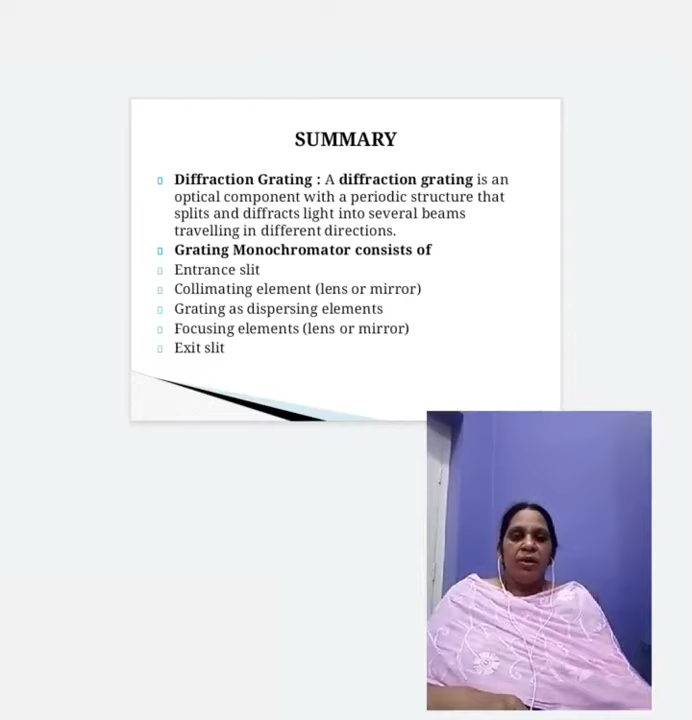 SUMMARY
Diffraction Grating : A diffraction grating is an
optical component with a periodic structure that
splits and diffracts light into several beams
travelling in different directions.
Grating Monochromator consists of
Entrance slit
Collimating element (lens or mirror)
Grating as dispersing elements
Focusing elements (lens or mirror)
Exit slit